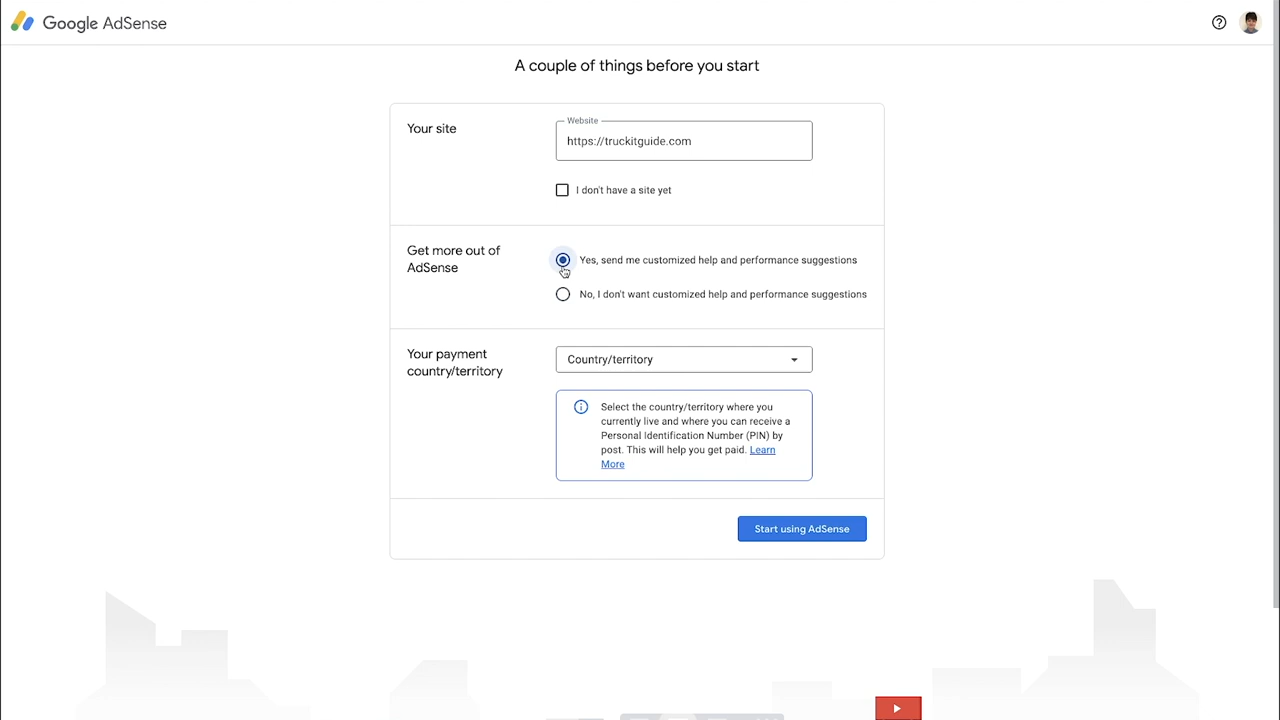 Google AdSense
A couple of things before you start
Your site
Website
https://truckitguide.com
I don't have a site yet
Get more out of
AdSense
Yes, send me customized help and performance suggestions
No, I don't want customized help and performance suggestions
Your payment
country/territory
Country/territory
Select the country/territory where you
currently live and where you can receive a
Personal Identification Number (PIN) by
post. This will help you get paid. Learn
More
Start using AdSense